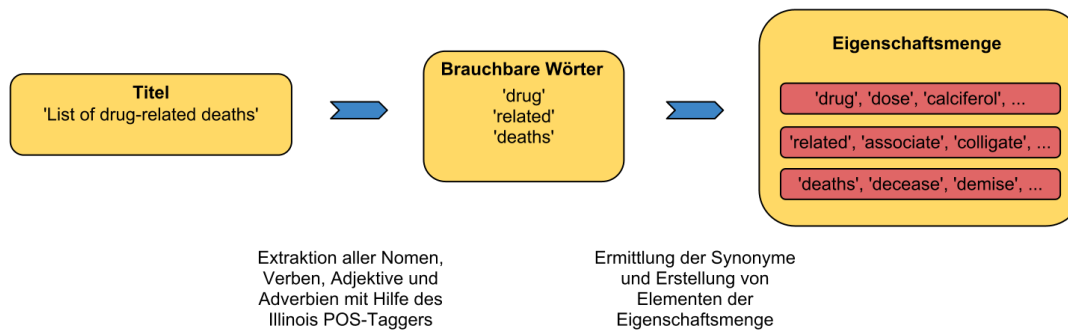 Titel
'List of drug-related deaths'
Brauchbare Wörter
'drug'
'related'
'deaths'
Eigenschaftsmenge
'drug', 'dose', 'calciferol', ...
'related', 'associate', 'colligate', ...
'deaths', 'decease', 'demise', ...
Extraktion aller Nomen,
Verben, Adjektive und
Adverbien mit Hilfe des
Illinois POS-Taggers
Ermittlung der Synonyme
und Erstellung von
Elementen der
Eigenschaftsmenge